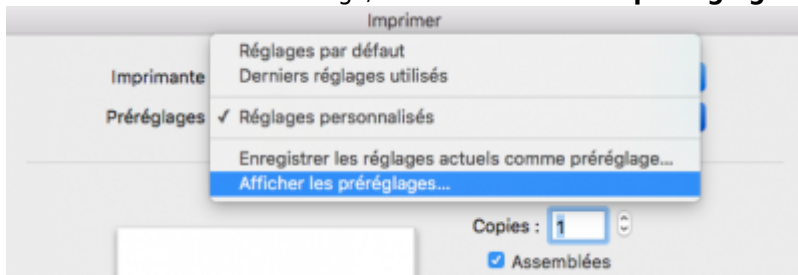 Imprimer
Réglages par défaut
Imprimante Derniers réglages utilisés
Préréglages ✓ Réglages personnalisés
Enregistrer les réglages actuels comme préréglage...
Afficher les préréglages...
Copies : 1
Assemblées